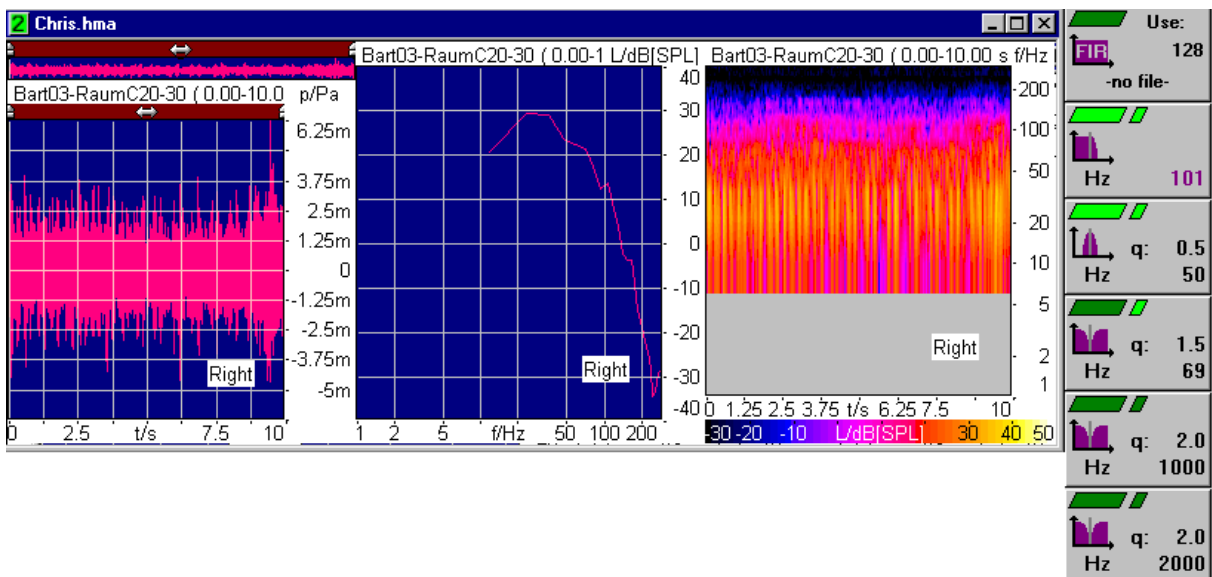 2 Chris.hma
Bart03-RaumC20-30 ( 0.00-10.0 p/Pa
6.25m
3.75m
2.5m
1.25m
0
-1.25m
-2.5m
-3.75m
-5m
Right
0 2.5 t/s 7.5 10
Bart03-RaumC20-30 ( 0.00-1 L/dB[SPL]
40
30
20
10
0
-10
-20
-30
-40
Right
1 2 5 f/Hz 50 100 200
Bart03-RaumC20-30 ( 0.00-10.00 s f/Hz
200
100
50
20
10
5
2
1
Right
0 1.25 2.5 3.75 t/s 6.25 7.5 10
-30 -20 -10 L/dB[SPL] 30 40 50
Use:
FIR 128
-no file-
Hz 101
q: 0.5
Hz 50
q: 1.5
Hz 69
q: 2.0
Hz 1000
q: 2.0
Hz 2000